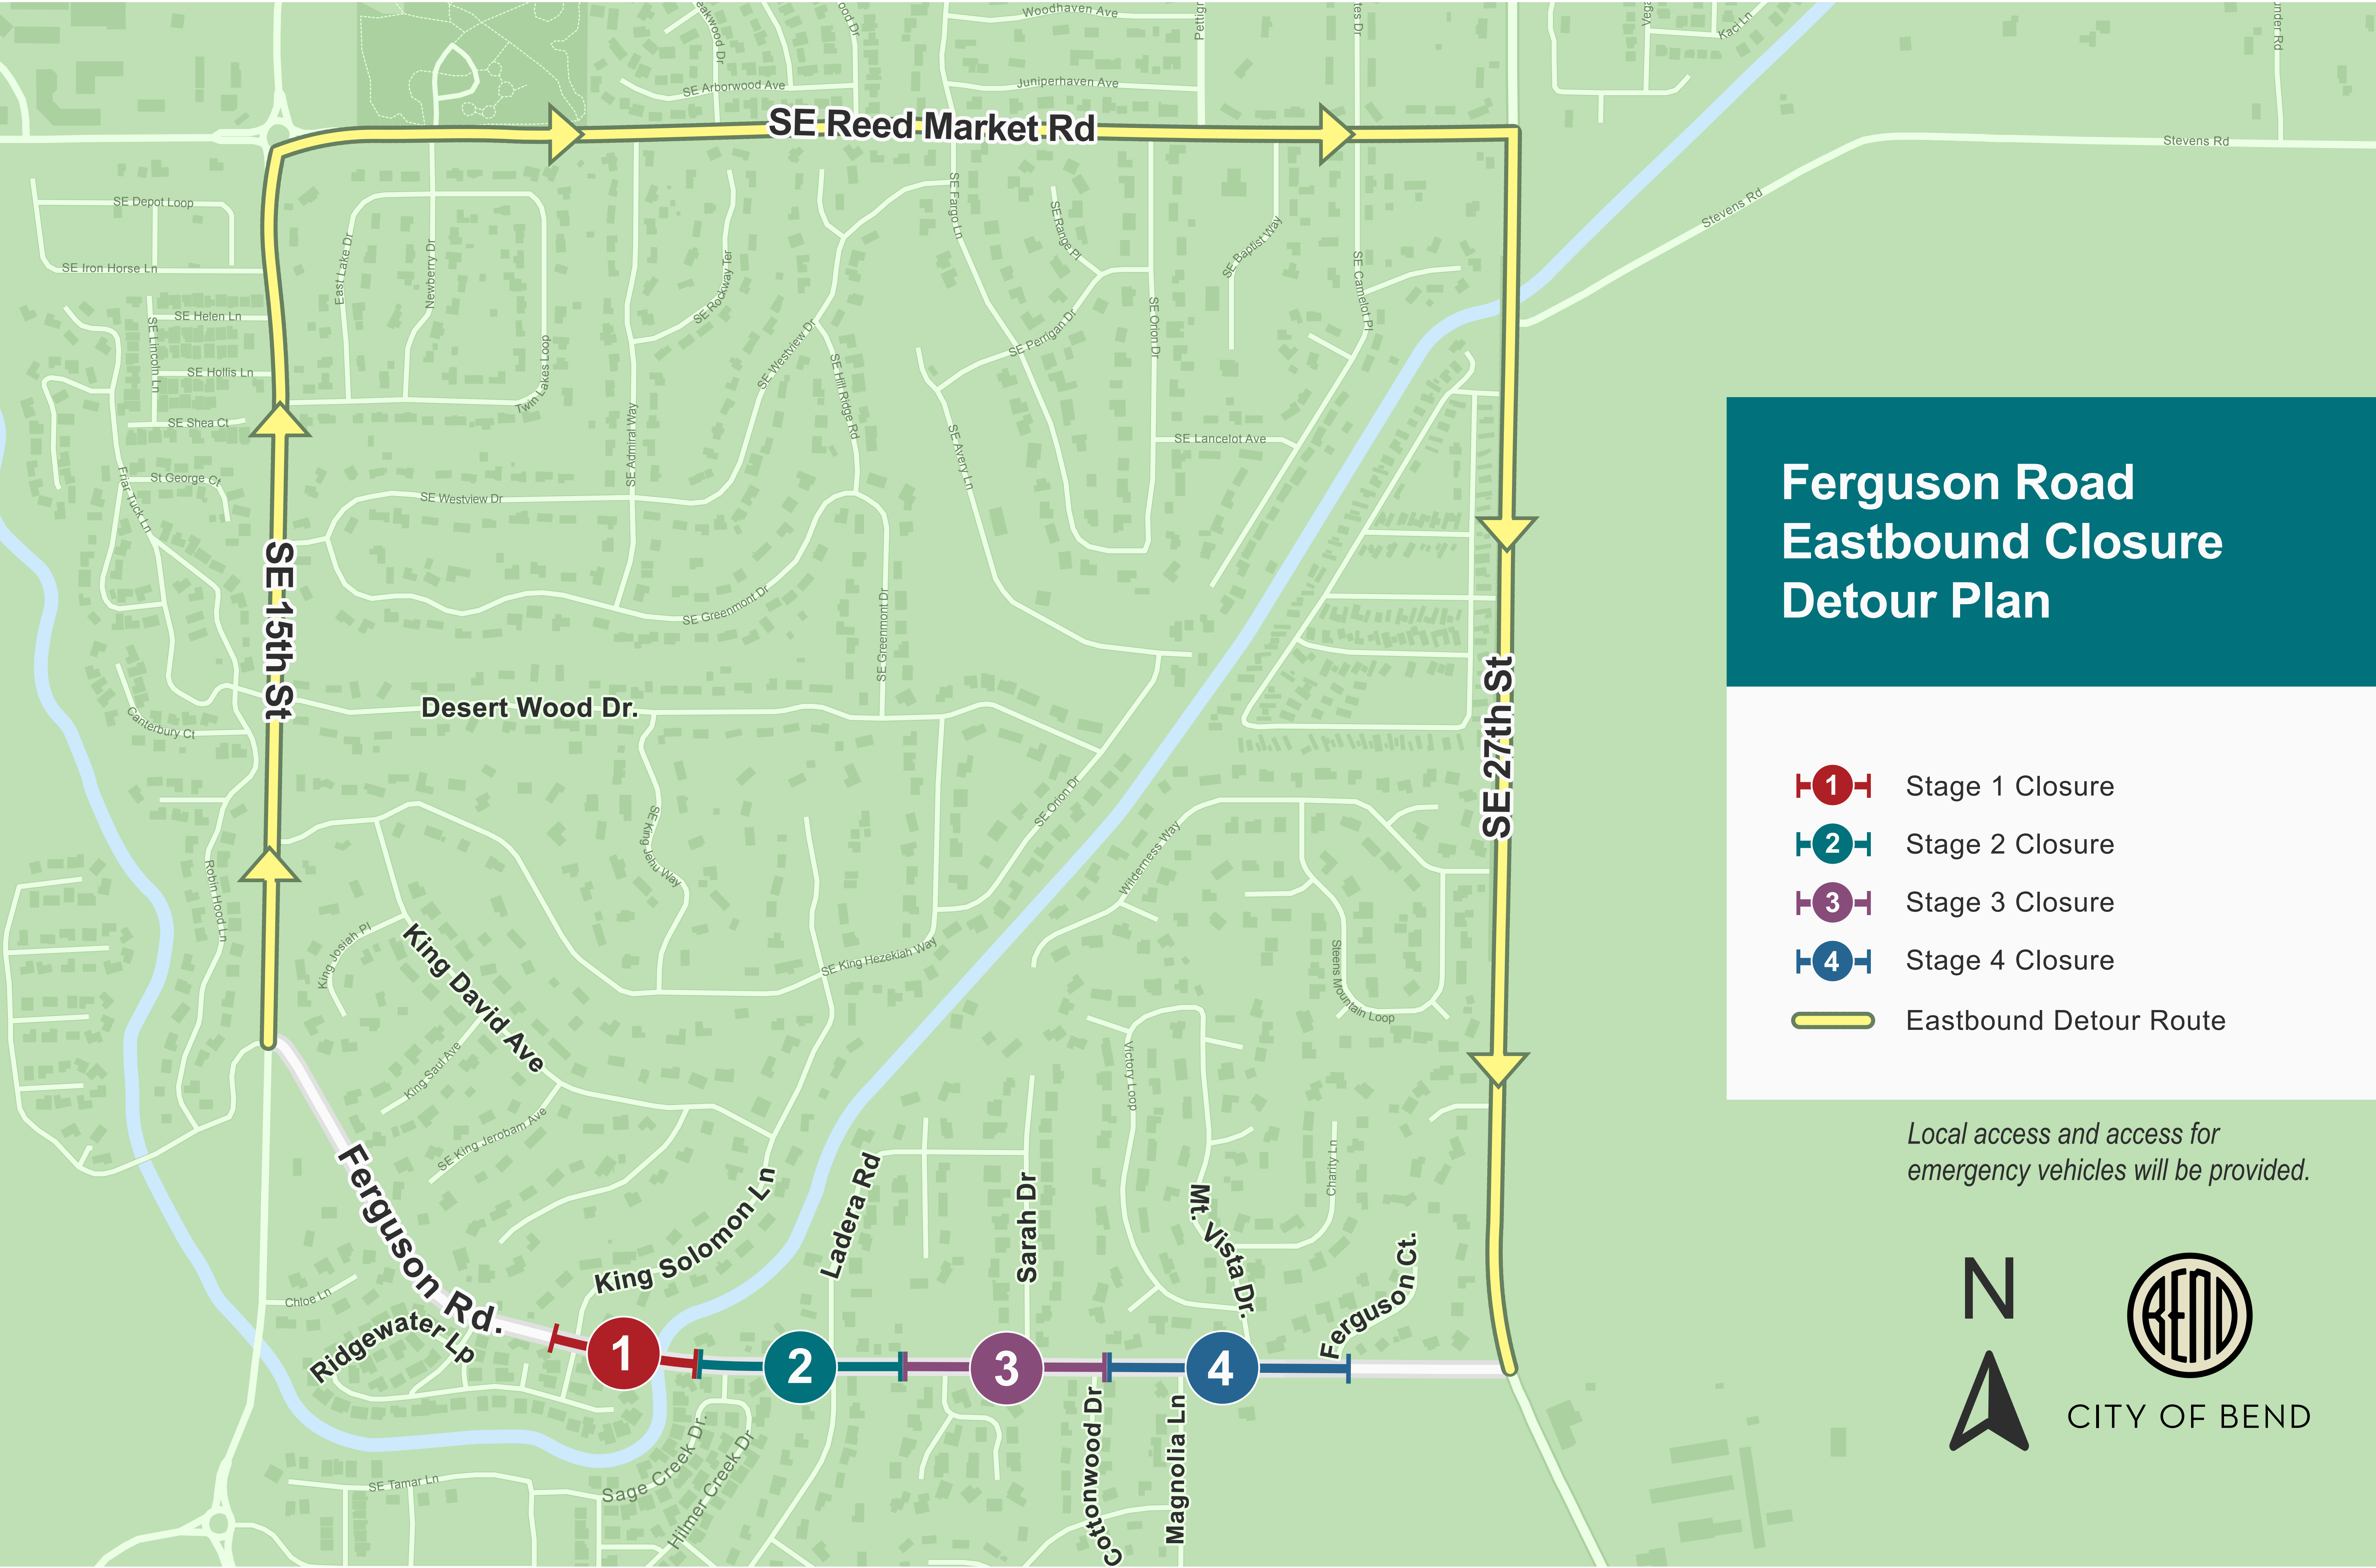 Woodhaven Ave
Kaci Ln
SE Arborwood Ave
Juniperhaven Ave
SE Reed Market Rd
Stevens Rd
Stevens Rd
SE Depot Loop
SE Iron Horse Ln
East Lake Dr
Newberry Dr
SE Rockway Ter
SE Fargo Ln
SE Range Pl
SE Baptist Way
SE Camelot Pl
SE Helen Ln
SE Lincoln Ln
SE Hollis Ln
SE Shea Ct
Twin Lakes Loop
SE Westview Dr
SE Hill Ridge Rd
SE Perrigan Dr
SE Orion Dr
SE Admiral Way
SE Avery Ln
SE Lancelot Ave
St George Ct
Friar Tuck Ln
SE Westview Dr
Ferguson Road
Eastbound Closure
Detour Plan
SE 15th St
SE Greenmont Dr
SE Greenmont Dr
SE 27th St
Desert Wood Dr.
Canterbury Ct
1 Stage 1 Closure
2 Stage 2 Closure
3 Stage 3 Closure
4 Stage 4 Closure
Eastbound Detour Route
SE King Jehu Way
SE Orion Dr
Wilderness Way
Robin Hood Ln
King Josiah Pl
King David Ave
SE King Hezekiah Way
Steens Mountain Loop
King Saul Ave
SE King Jerobam Ave
Victory Loop
Charity Ln
Local access and access for
emergency vehicles will be provided.
Ferguson Rd.
King Solomon Ln
Ladera Rd
Sarah Dr
Mt. Vista Dr.
Ferguson Ct.
Chloe Ln
Ridgewater Lp
1
2
3
4
N
BEND
CITY OF BEND
Sage Creek Dr.
Hilmer Creek Dr
Cottonwood Dr
Magnolia Ln
SE Tamar Ln